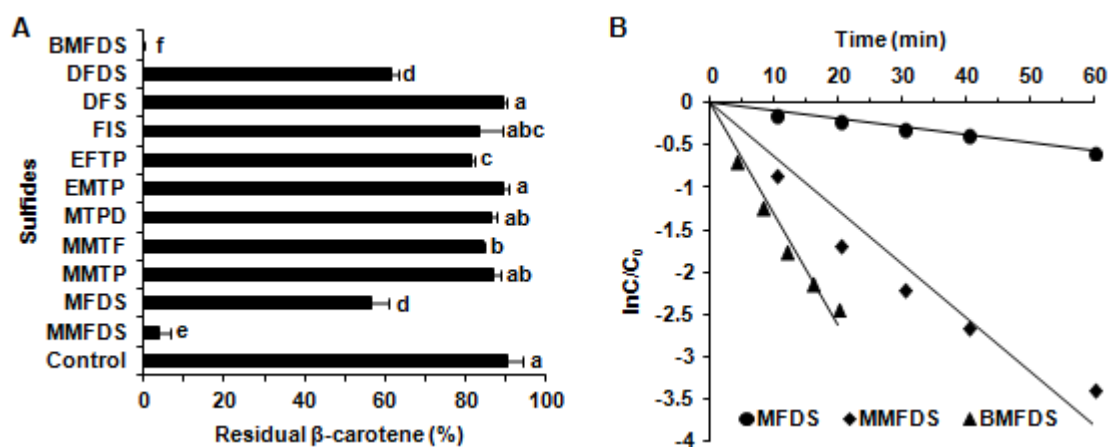 A
Sulfides
BMFDS f
DFDS d
DFS a
FIS abc
EFTP c
EMTP a
MTPD ab
MMTF b
MMTP ab
MFDS d
MMFDS e
Control a
0 20 40 60 80 100
Residual β-carotene (%)
B
Time (min)
0 10 20 30 40 50 60
lnC/C₀
0
-0.5
-1
-1.5
-2
-2.5
-3
-3.5
-4
MFDS MMFDS BMFDS